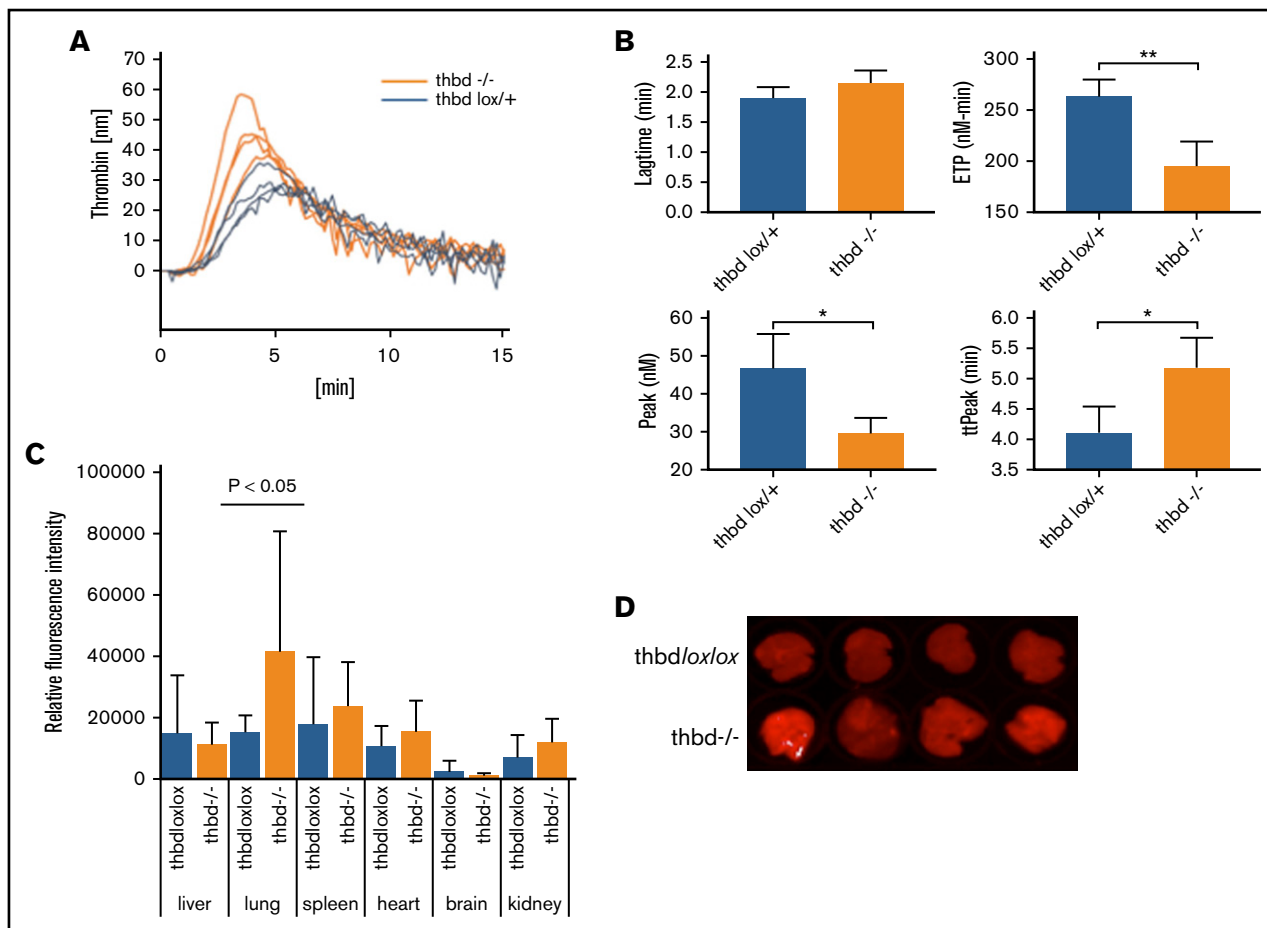 A
70
60
50
40
30
20
10
0
Thrombin [nm]
thbd -/-
thbd lox/+
0
5
10
15
[min]
B
2.5
2.0
1.5
1.0
0.5
0.0
Lagtime (min)
thbd lox/+
thbd -/-
300
250
200
150
ETP (nM-min)
**
thbd lox/+
thbd -/-
60
50
40
30
20
Peak (nM)
*
thbd lox/+
thbd -/-
6.0
5.5
5.0
4.5
4.0
3.5
ttPeak (min)
*
thbd lox/+
thbd -/-
C
100000
80000
60000
40000
20000
0
Relative fluorescence intensity
P < 0.05
thbdloxlox
thbd-/-
thbdloxlox
thbd-/-
thbdloxlox
thbd-/-
thbdloxlox
thbd-/-
thbdloxlox
thbd-/-
thbdloxlox
thbd-/-
liver
lung
spleen
heart
brain
kidney
D
thbdloxlox
thbd-/-